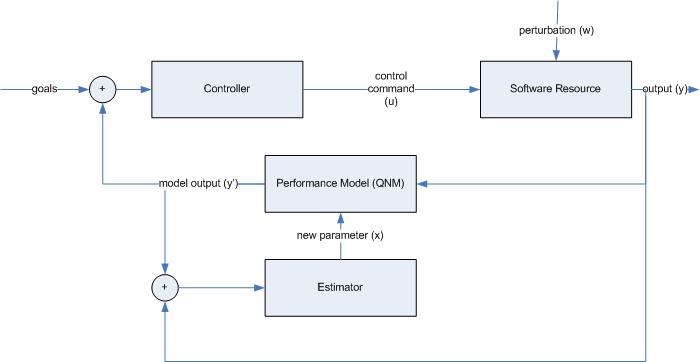 perturbation (w)
goals
+
Controller
control
command
(u)
Software Resource
output (y)
model output (y')
Performance Model (QNM)
new parameter (x)
+
Estimator